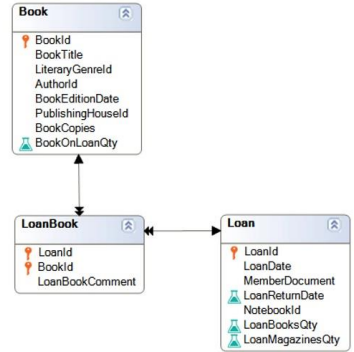 Book
BookId
BookTitle
LiteraryGenreId
AuthorId
BookEditionDate
PublishingHouseId
BookCopies
BookOnLoanQty
LoanBook
LoanId
BookId
LoanBookComment
Loan
LoanId
LoanDate
MemberDocument
LoanReturnDate
NotebookId
LoanBooksQty
LoanMagazinesQty